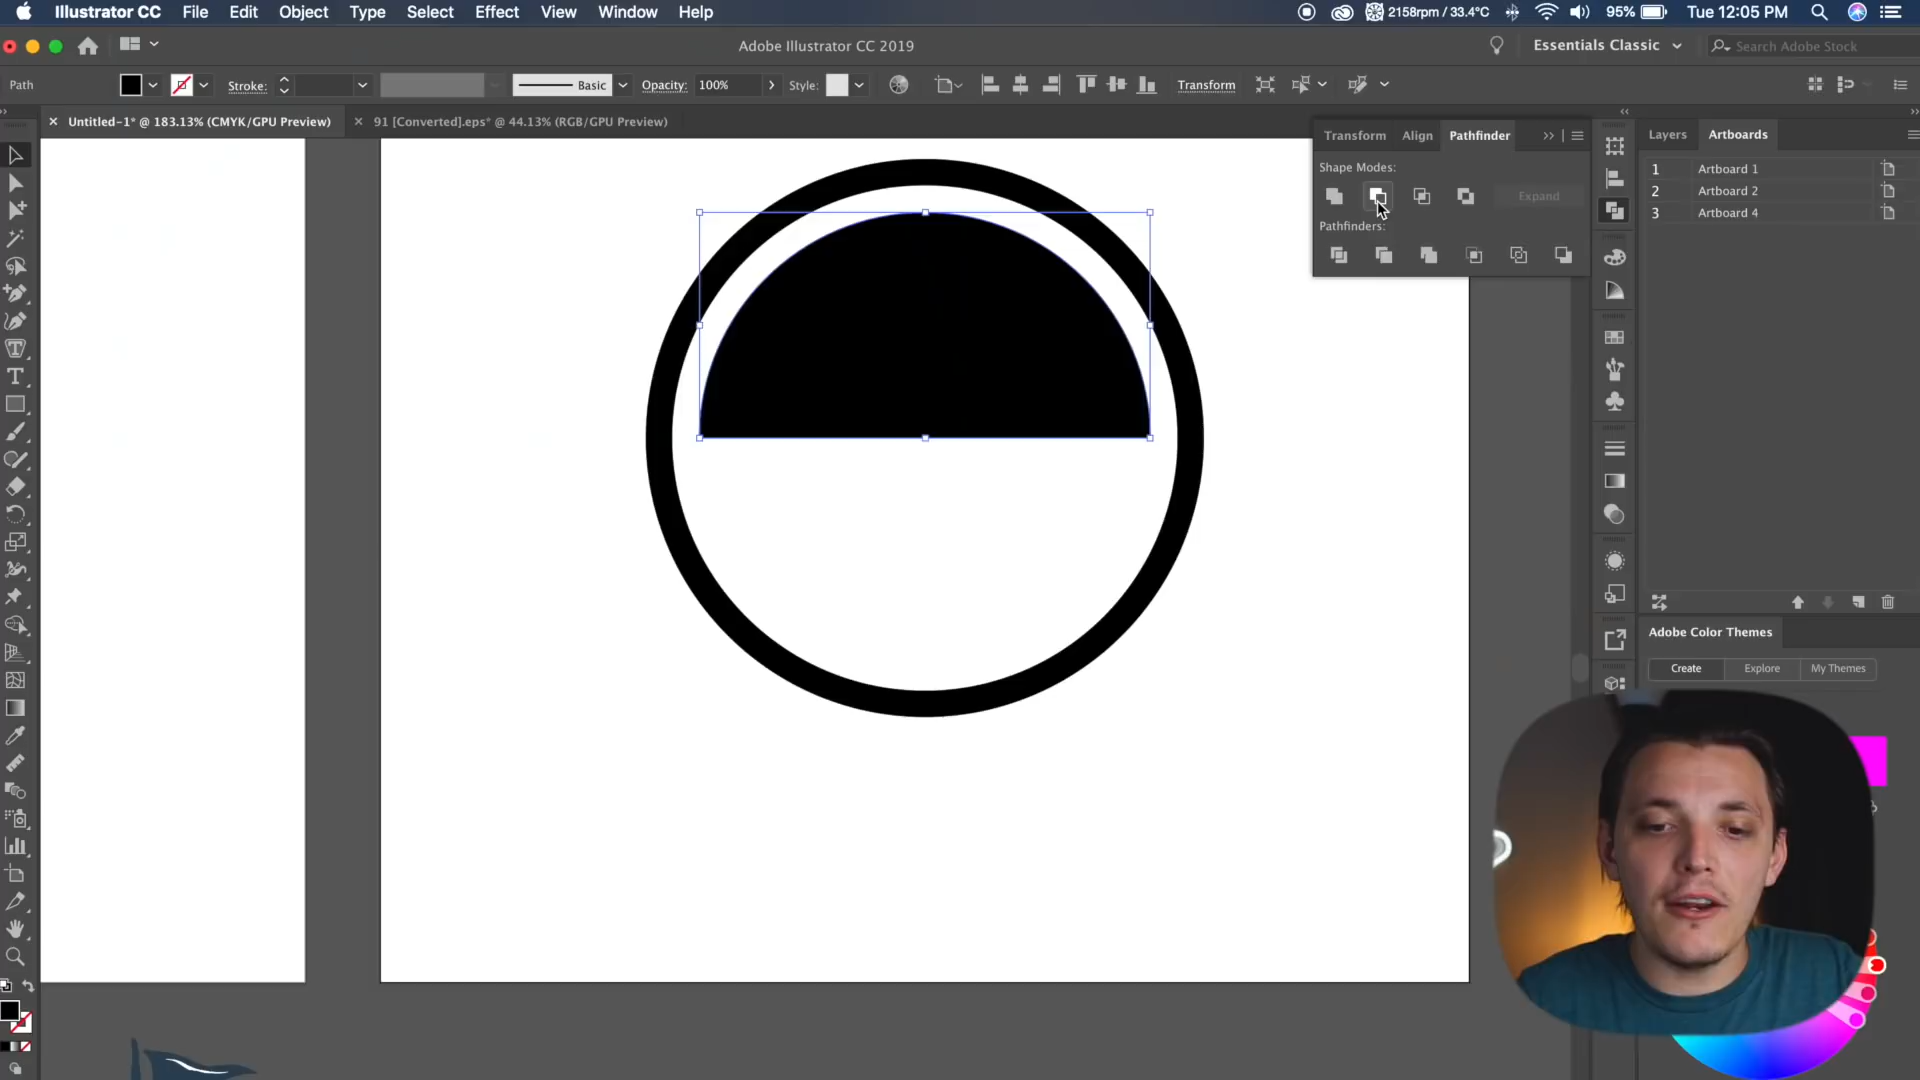 Illustrator CC File Edit Object Type Select Effect View Window Help 2158rpm / 33.4°C 95% Tue 12:05 PM
Adobe Illustrator CC 2019 Essentials Classic Search Adobe Stock
Path Stroke: Basic Opacity: 100% Style: Transform
Untitled-1* @ 183.13% (CMYK/GPU Preview) 91 [Converted].eps* @ 44.13% (RGB/GPU Preview)
Transform Align Pathfinder Layers Artboards
Shape Modes:
Expand
Pathfinders:
1 Artboard 1
2 Artboard 2
3 Artboard 4
Adobe Color Themes
Create Explore My Themes